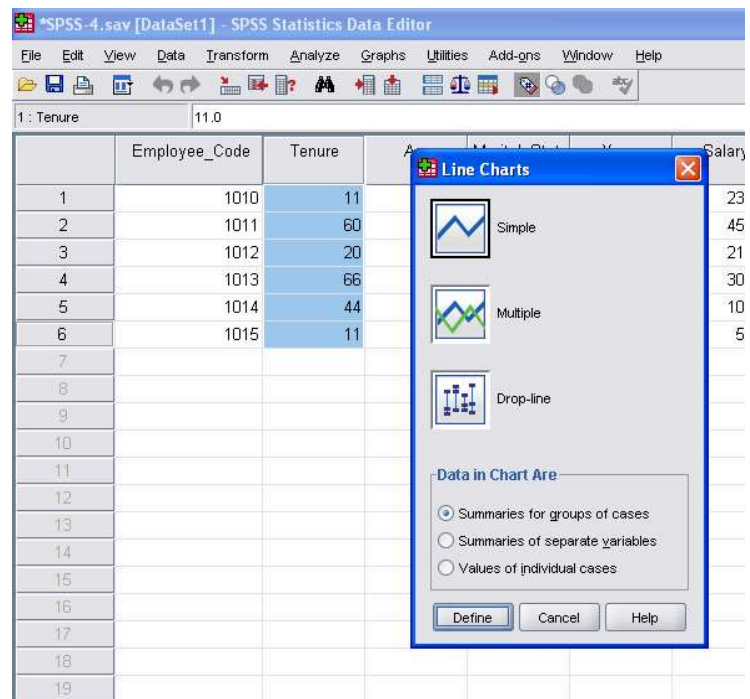 *SPSS-4.sav [DataSet1] - SPSS Statistics Data Editor
File Edit View Data Transform Analyze Graphs Utilities Add-ons Window Help
1 : Tenure 11.0
Employee_Code Tenure Salary
Line Charts
1 1010 11 23
2 1011 60 45
3 1012 20 21
4 1013 66 30
5 1014 44 10
6 1015 11 5
7
8
9
10
11
12
13
14
15
16
17
18
19
Simple
Multiple
Drop-line
Data in Chart Are
Summaries for groups of cases
Summaries of separate variables
Values of individual cases
Define Cancel Help